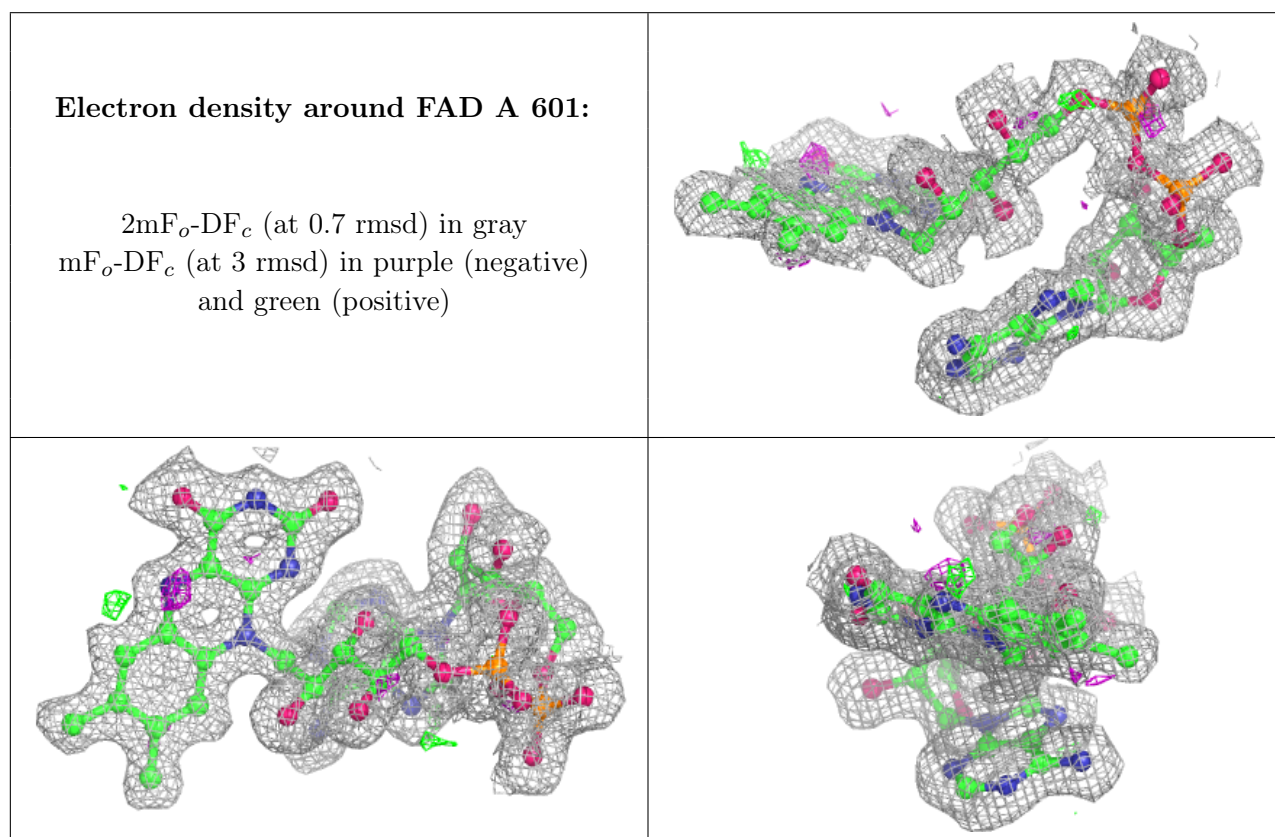 Electron density around FAD A 601:
2mFo-DFc (at 0.7 rmsd) in gray
mFo-DFc (at 3 rmsd) in purple (negative)
and green (positive)